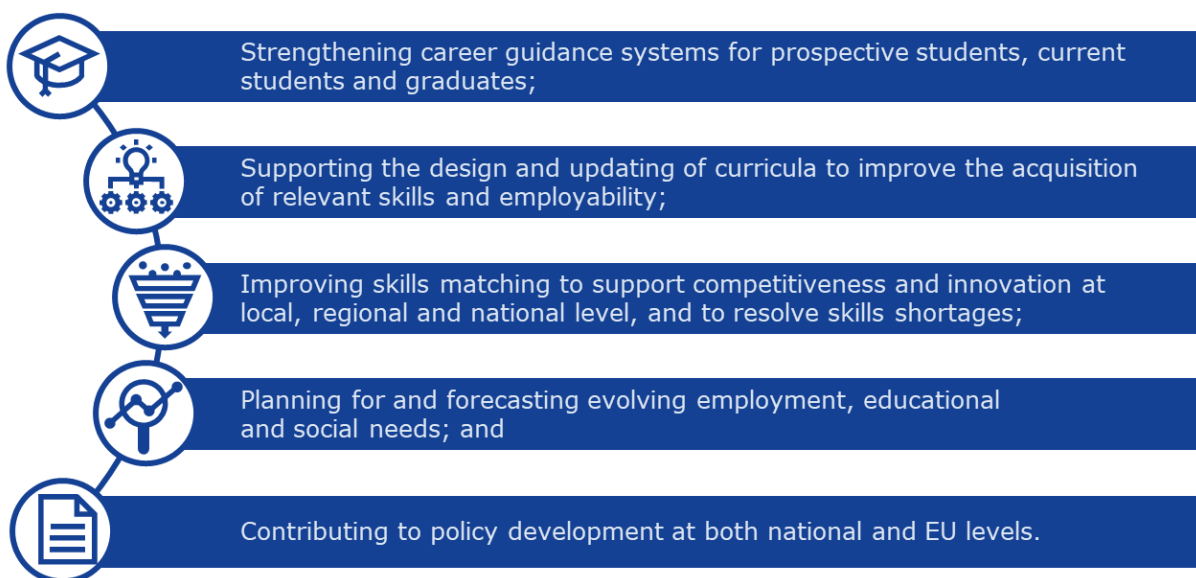 Strengthening career guidance systems for prospective students, current
students and graduates;
Supporting the design and updating of curricula to improve the acquisition
of relevant skills and employability;
Improving skills matching to support competitiveness and innovation at
local, regional and national level, and to resolve skills shortages;
Planning for and forecasting evolving employment, educational
and social needs; and
Contributing to policy development at both national and EU levels.